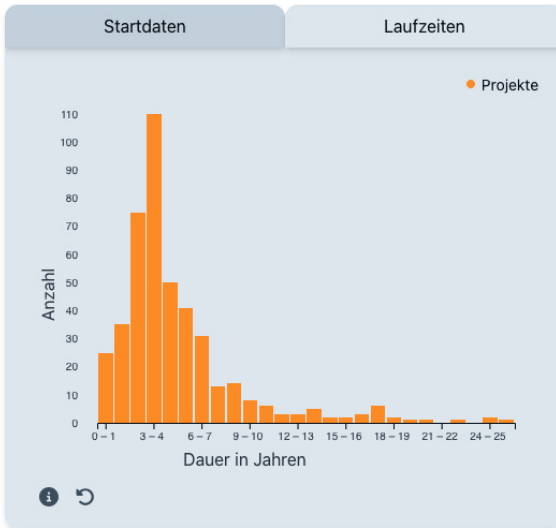 Startdaten
Laufzeiten
Projekte
110
100
90
80
70
60
50
40
30
20
10
0
Anzahl
0 – 1 3 – 4 6 – 7 9 – 10 12 – 13 15 – 16 18 – 19 21 – 22 24 – 25
Dauer in Jahren